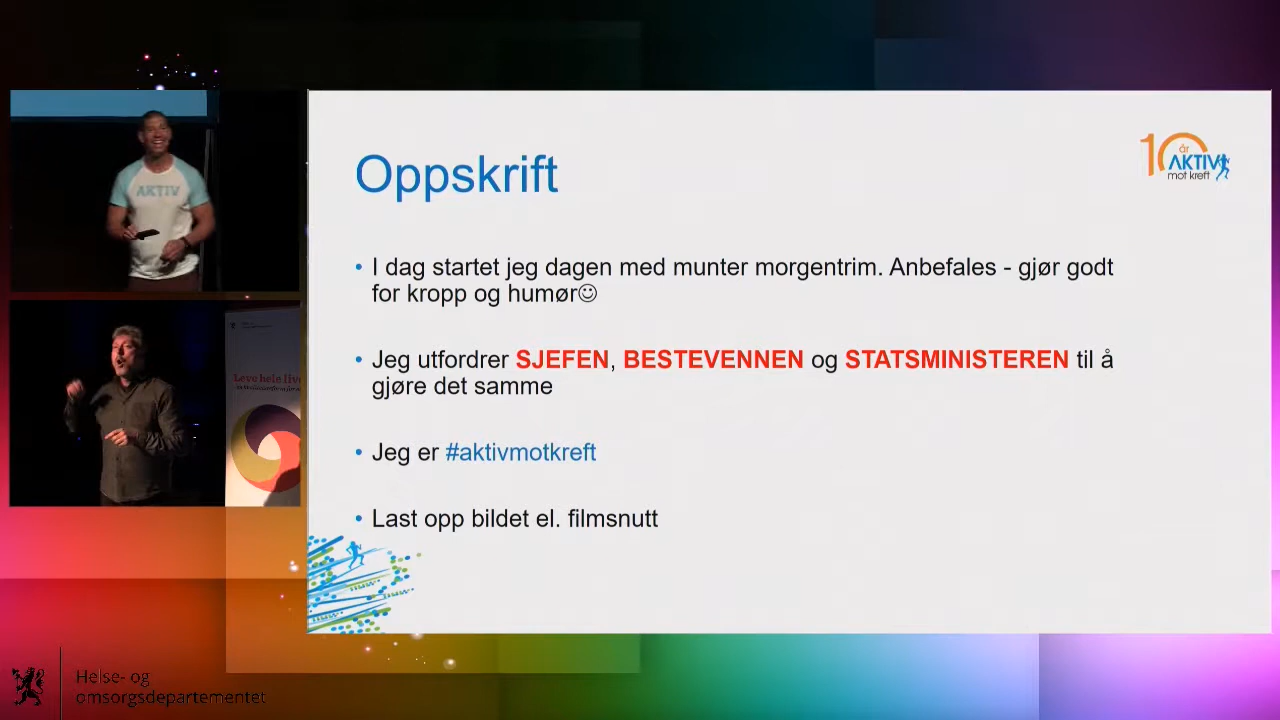 AKTIV
Leve hele live
Oppskrift
10 år
AKTIV
mot kreft
• I dag startet jeg dagen med munter morgentrim. Anbefales - gjør godt
for kropp og humør☺
• Jeg utfordrer SJEFEN, BESTEVENNEN og STATSMINISTEREN til å
gjøre det samme
• Jeg er #aktivmotkreft
• Last opp bildet el. filmsnutt
Helse- og
omsorgsdepartementet